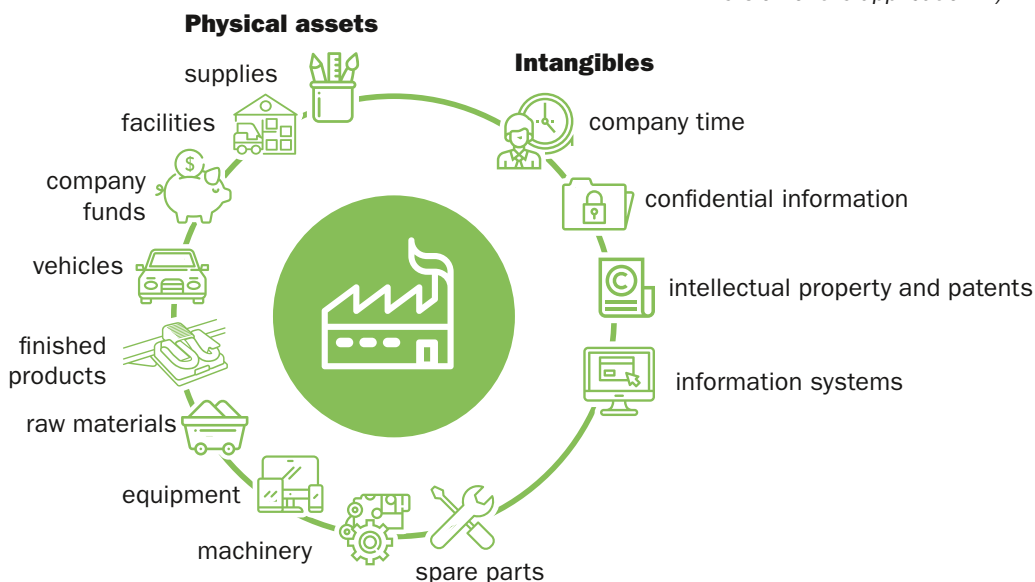 Physical assets
supplies
facilities
company
funds
vehicles
finished
products
raw materials
equipment
machinery
spare parts
Intangibles
company time
confidential information
intellectual property and patents
information systems
$
C